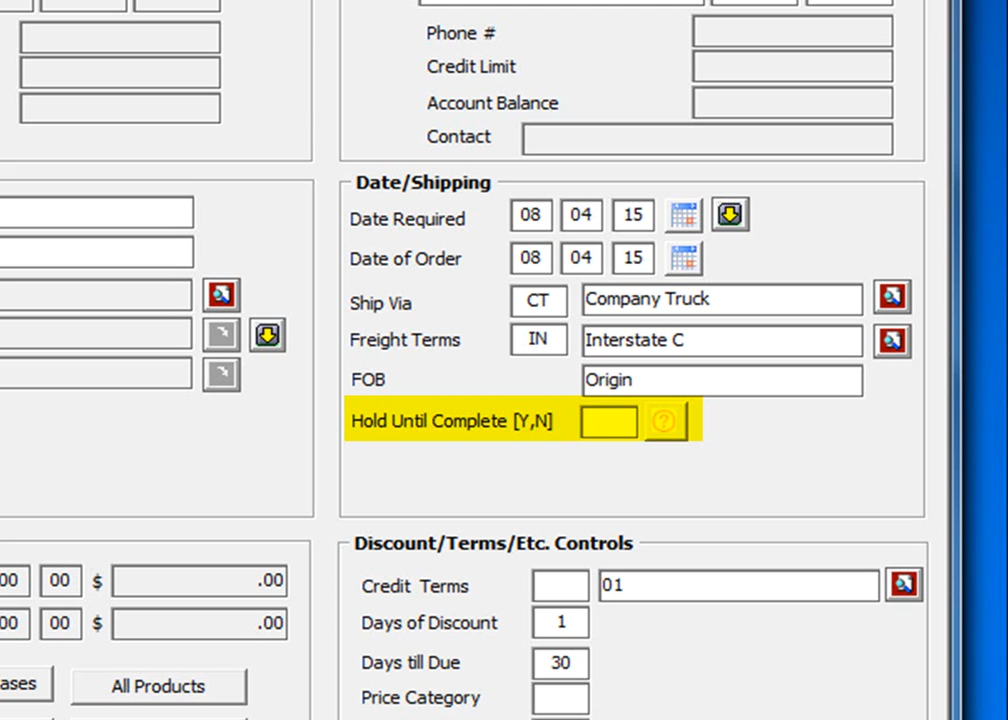 Phone #
Credit Limit
Account Balance
Contact
Date/Shipping
Date Required 08 04 15
Date of Order 08 04 15
Ship Via CT Company Truck
Freight Terms IN Interstate C
FOB Origin
Hold Until Complete [Y,N] ?
00 00 $ .00
00 00 $ .00
ases All Products
Discount/Terms/Etc. Controls
Credit Terms 01
Days of Discount 1
Days till Due 30
Price Category